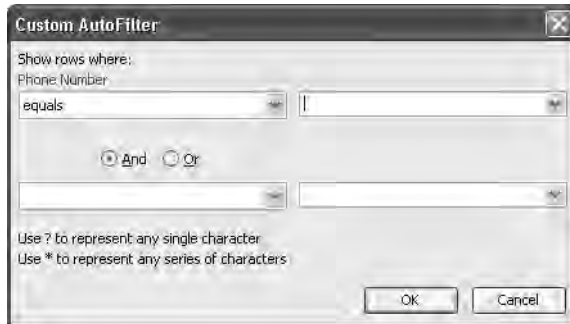 Custom AutoFilter
Show rows where:
Phone Number
equals
And Or
Use ? to represent any single character
Use * to represent any series of characters
OK Cancel